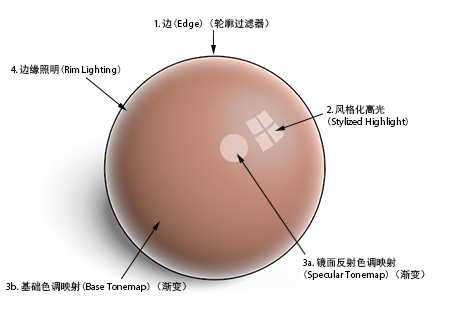 1. 边(Edge)（轮廓过滤器）
4. 边缘照明(Rim Lighting)
2. 风格化高光
(Stylized Highlight)
3a. 镜面反射色调映射
(Specular Tonemap)（渐变）
3b. 基础色调映射(Base Tonemap)（渐变）